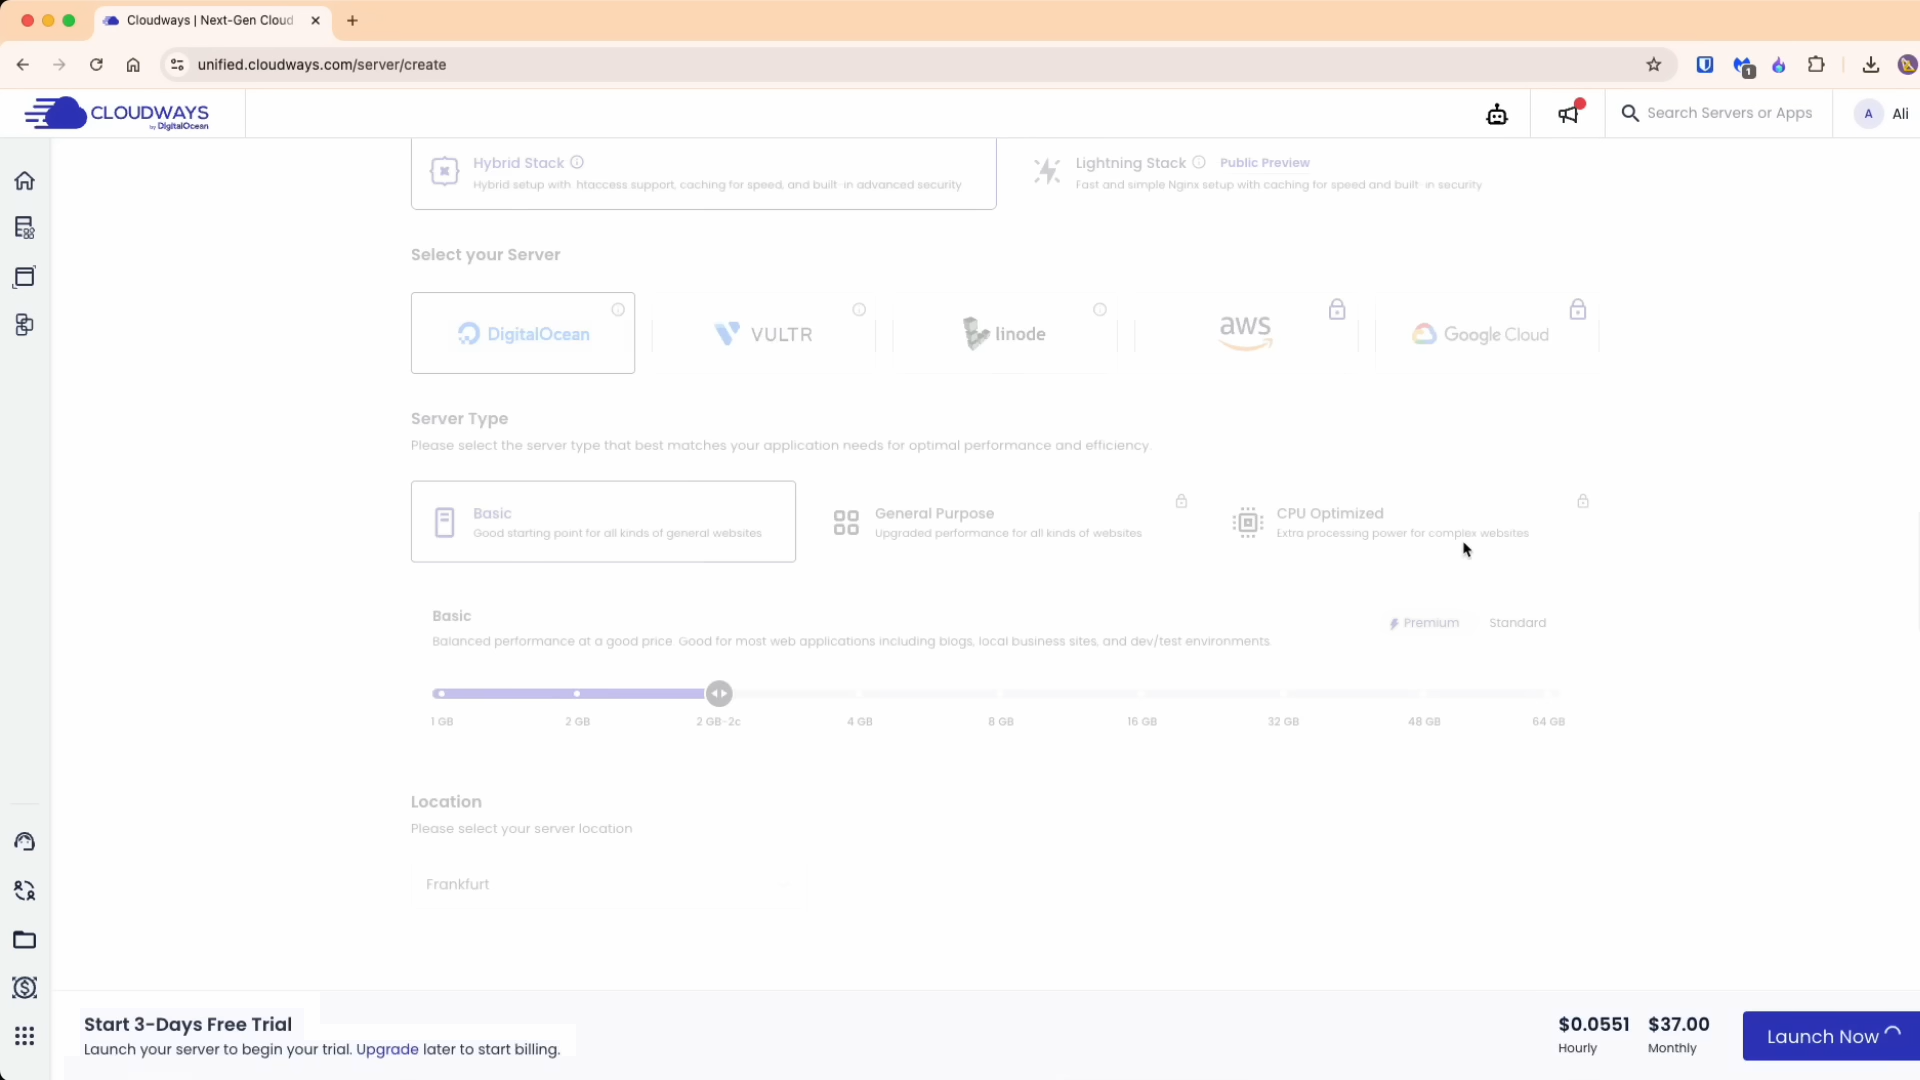 Cloudways | Next-Gen Cloud
unified.cloudways.com/server/create
1
CLOUDWAYS
by DigitalOcean
Search Servers or Apps
A
Ali
Hybrid Stack
Hybrid setup with htaccess support, caching for speed, and built-in advanced security
Lightning Stack
Public Preview
Fast and simple Nginx setup with caching for speed and built-in security
Select your Server
DigitalOcean
VULTR
linode
aws
Google Cloud
Server Type
Please select the server type that best matches your application needs for optimal performance and efficiency.
Basic
Good starting point for all kinds of general websites
General Purpose
Upgraded performance for all kinds of websites
CPU Optimized
Extra processing power for complex websites
Basic
Balanced performance at a good price Good for most web applications including blogs, local business sites, and dev/test environments
Premium
Standard
1 GB
2 GB
2 GB-2c
4 GB
8 GB
16 GB
32 GB
48 GB
64 GB
Location
Please select your server location
Frankfurt
Start 3-Days Free Trial
Launch your server to begin your trial. Upgrade later to start billing.
$0.0551
Hourly
$37.00
Monthly
Launch Now